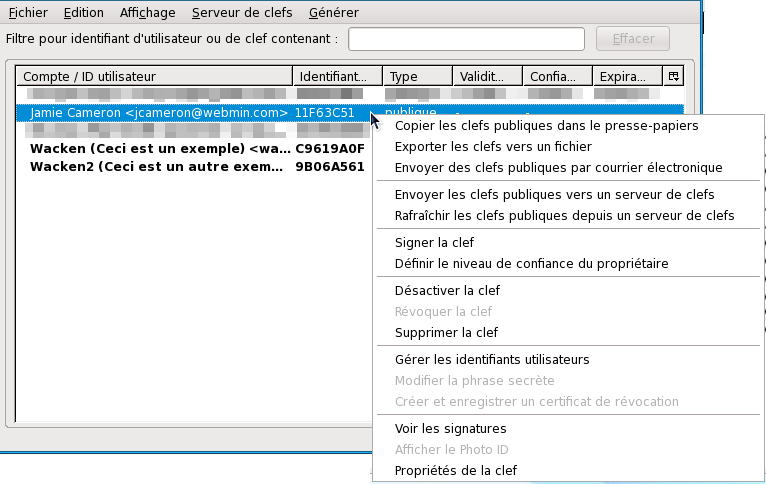 Fichier Edition Affichage Serveur de clefs Générer
Filtre pour identifiant d'utilisateur ou de clef contenant : Effacer
Compte / ID utilisateur Identifiant... Type Validit... Confia... Expira...
Jamie Cameron <jcameron@webmin.com> 11F63C51 publique - -
Wacken (Ceci est un exemple) <wa... C9619A0F
Wacken2 (Ceci est un autre exem... 9B06A561
Copier les clefs publiques dans le presse-papiers
Exporter les clefs vers un fichier
Envoyer des clefs publiques par courrier électronique
Envoyer les clefs publiques vers un serveur de clefs
Rafraîchir les clefs publiques depuis un serveur de clefs
Signer la clef
Définir le niveau de confiance du propriétaire
Désactiver la clef
Révoquer la clef
Supprimer la clef
Gérer les identifiants utilisateurs
Modifier la phrase secrète
Créer et enregistrer un certificat de révocation
Voir les signatures
Afficher le Photo ID
Propriétés de la clef